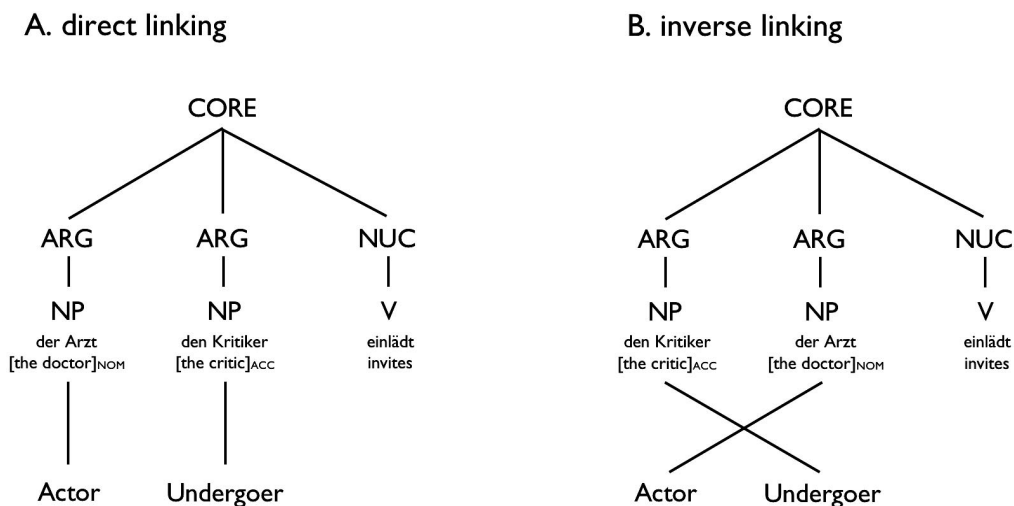 A. direct linking
CORE
ARG ARG NUC
NP NP V
der Arzt den Kritiker einlädt
[the doctor]NOM [the critic]ACC invites
Actor Undergoer
B. inverse linking
CORE
ARG ARG NUC
NP NP V
den Kritiker der Arzt einlädt
[the critic]ACC [the doctor]NOM invites
Actor Undergoer